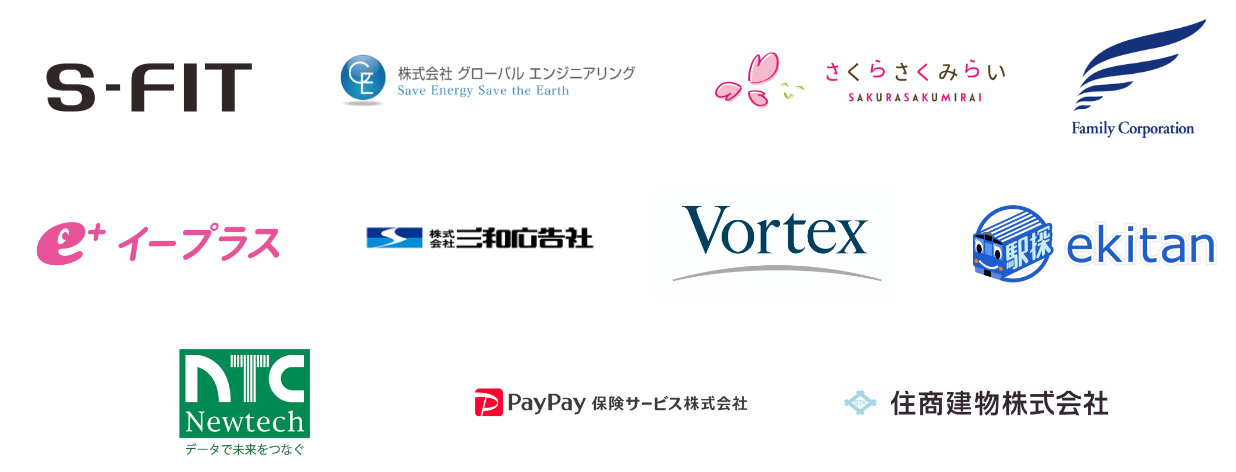 S-FIT
GE 株式会社 グローバル エンジニアリング
Save Energy Save the Earth
さくらさくみらい
SAKURASAKUMIRAI
Family Corporation
e+ イープラス
株式会社 三和広告社
Vortex
駅探 ekitan
NTC
Newtech
データで未来をつなぐ
PayPay 保険サービス株式会社
住商建物株式会社